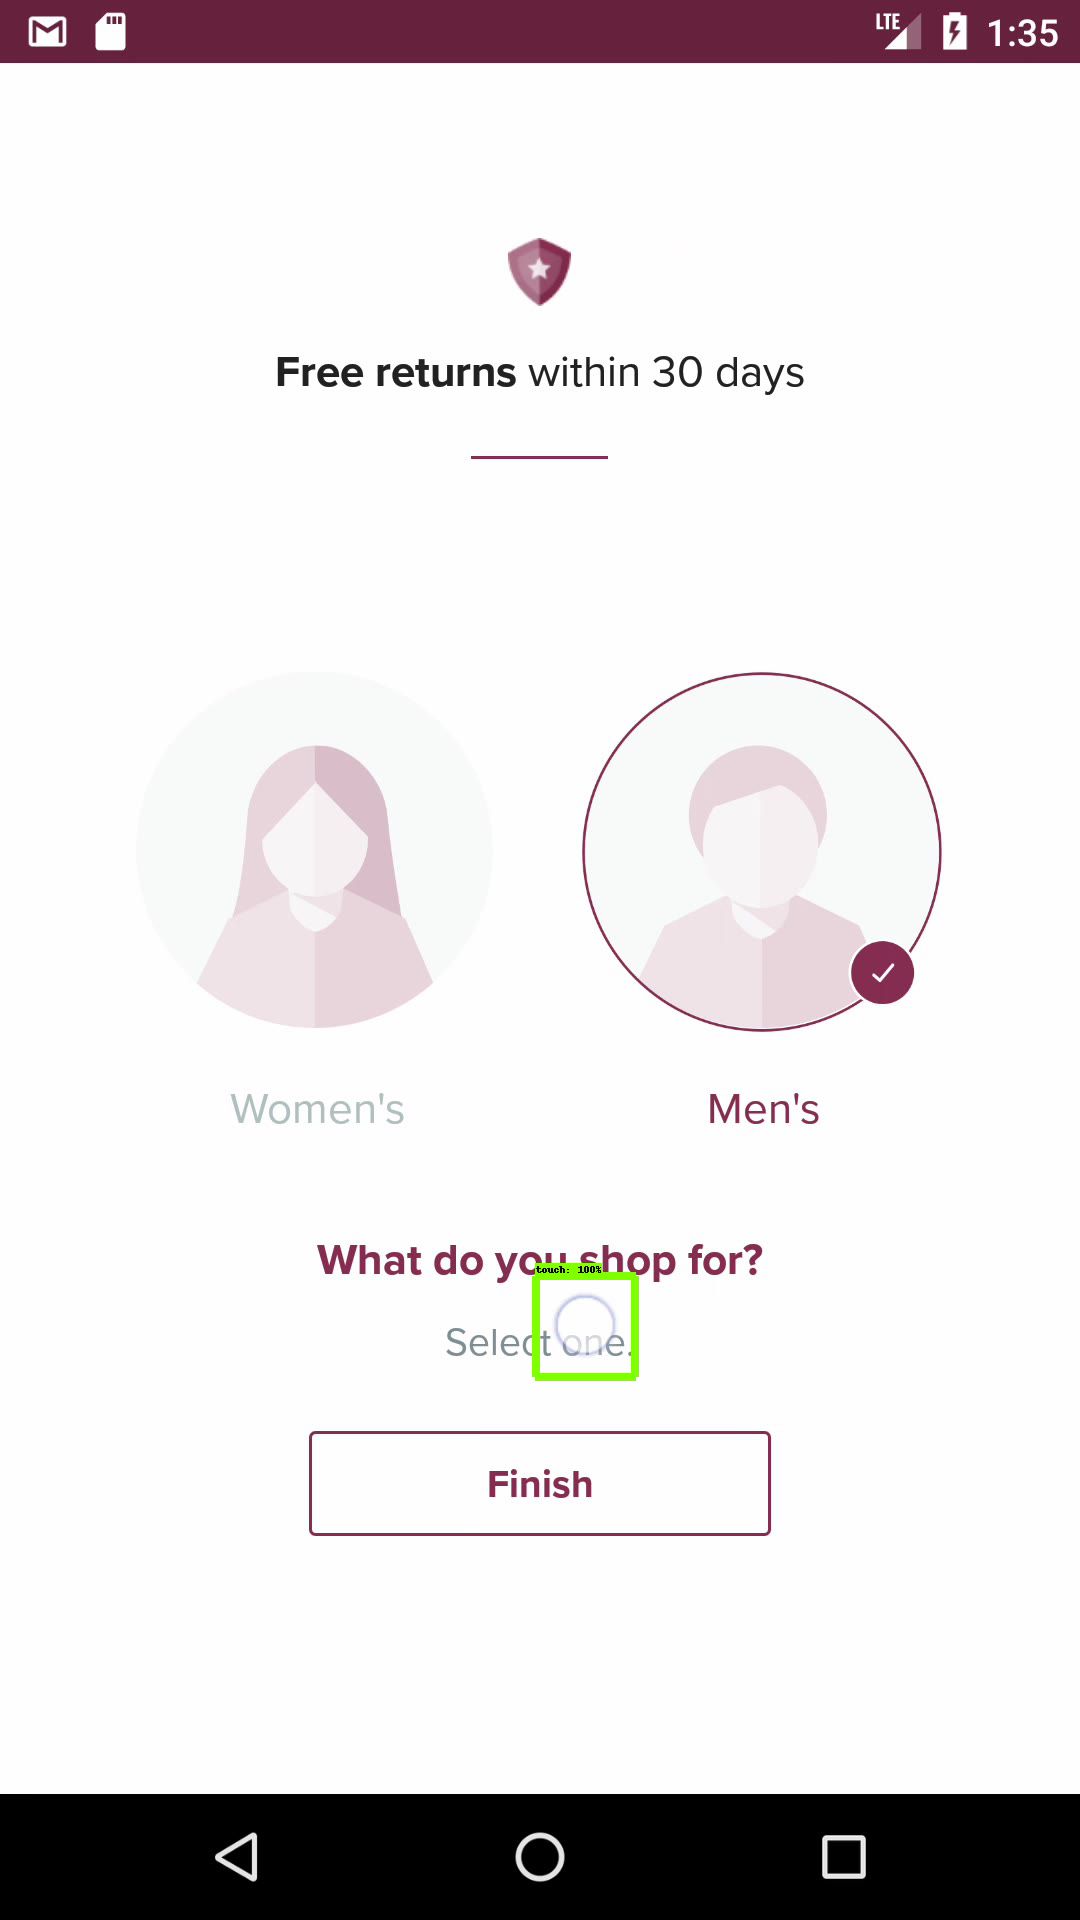 LTE 1:35
Free returns within 30 days
Women's Men's
What do you shop for?
touch: 100%
Select one.
Finish